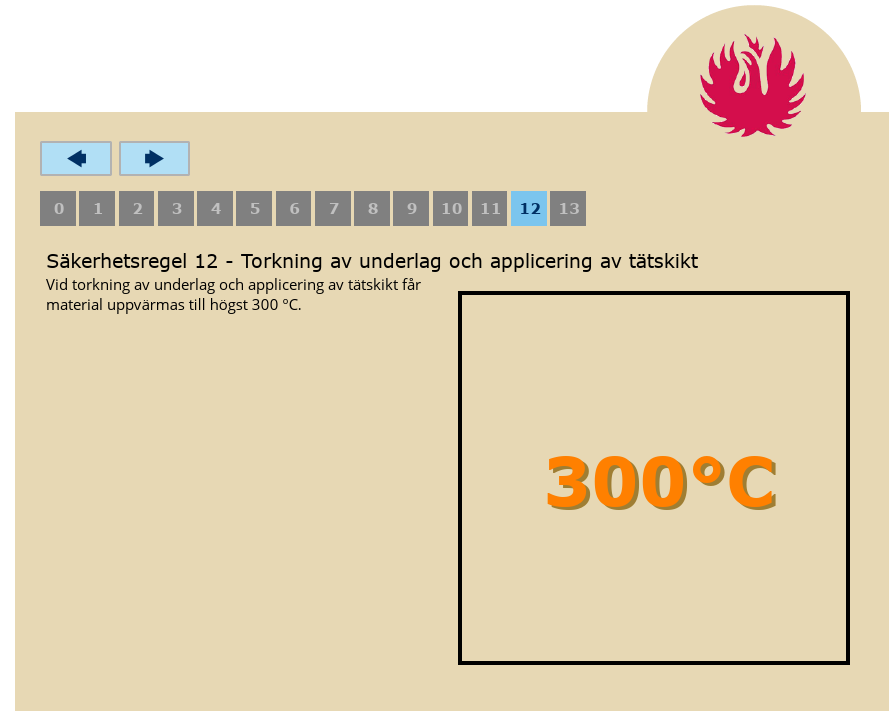 0 1 2 3 4 5 6 7 8 9 10 11 12 13
Säkerhetsregel 12 - Torkning av underlag och applicering av tätskikt
Vid torkning av underlag och applicering av tätskikt får
material uppvärmas till högst 300 °C.
300°C